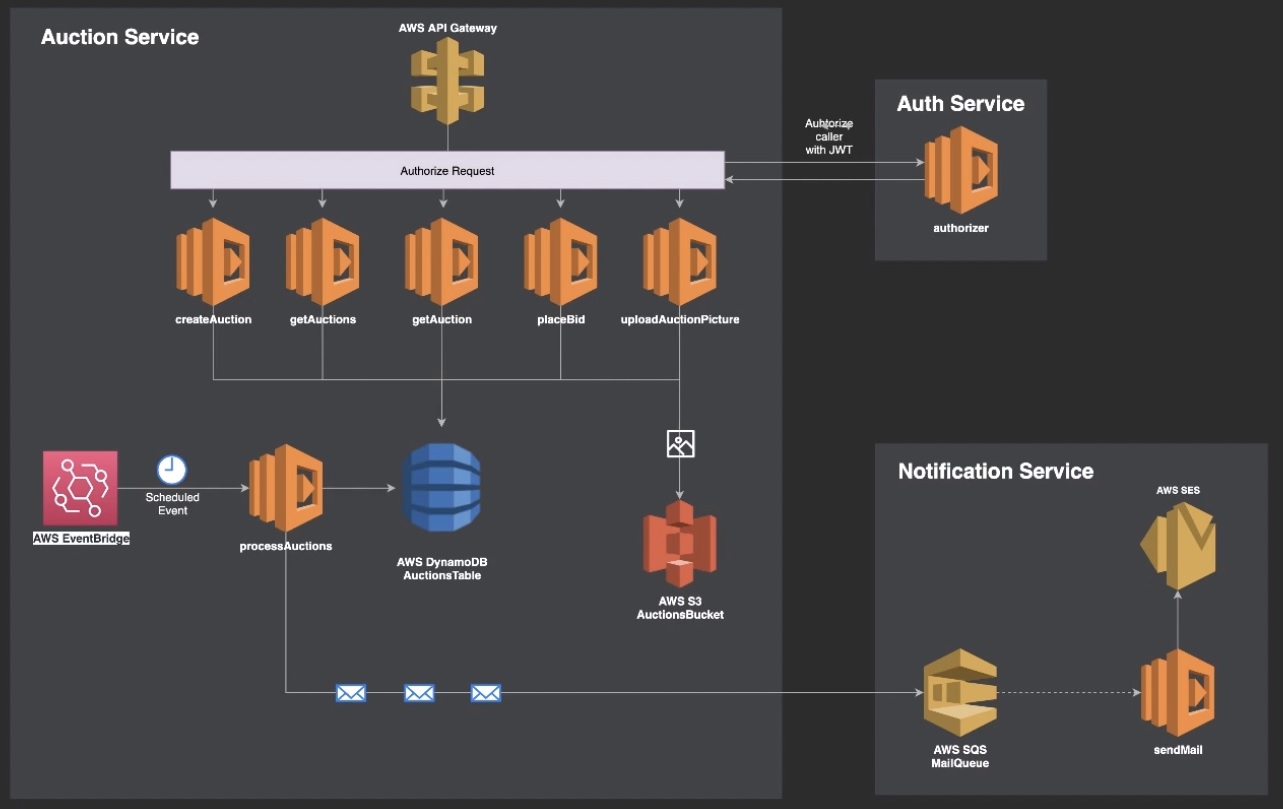 Auction Service
AWS API Gateway
Auth Service
Authorize
caller
with JWT
Authorize Request
authorizer
createAuction
getAuctions
getAuction
placeBid
uploadAuctionPicture
Notification Service
AWS SES
Scheduled
Event
AWS EventBridge
processAuctions
AWS DynamoDB
AuctionsTable
AWS S3
AuctionsBucket
AWS SQS
MailQueue
sendMail